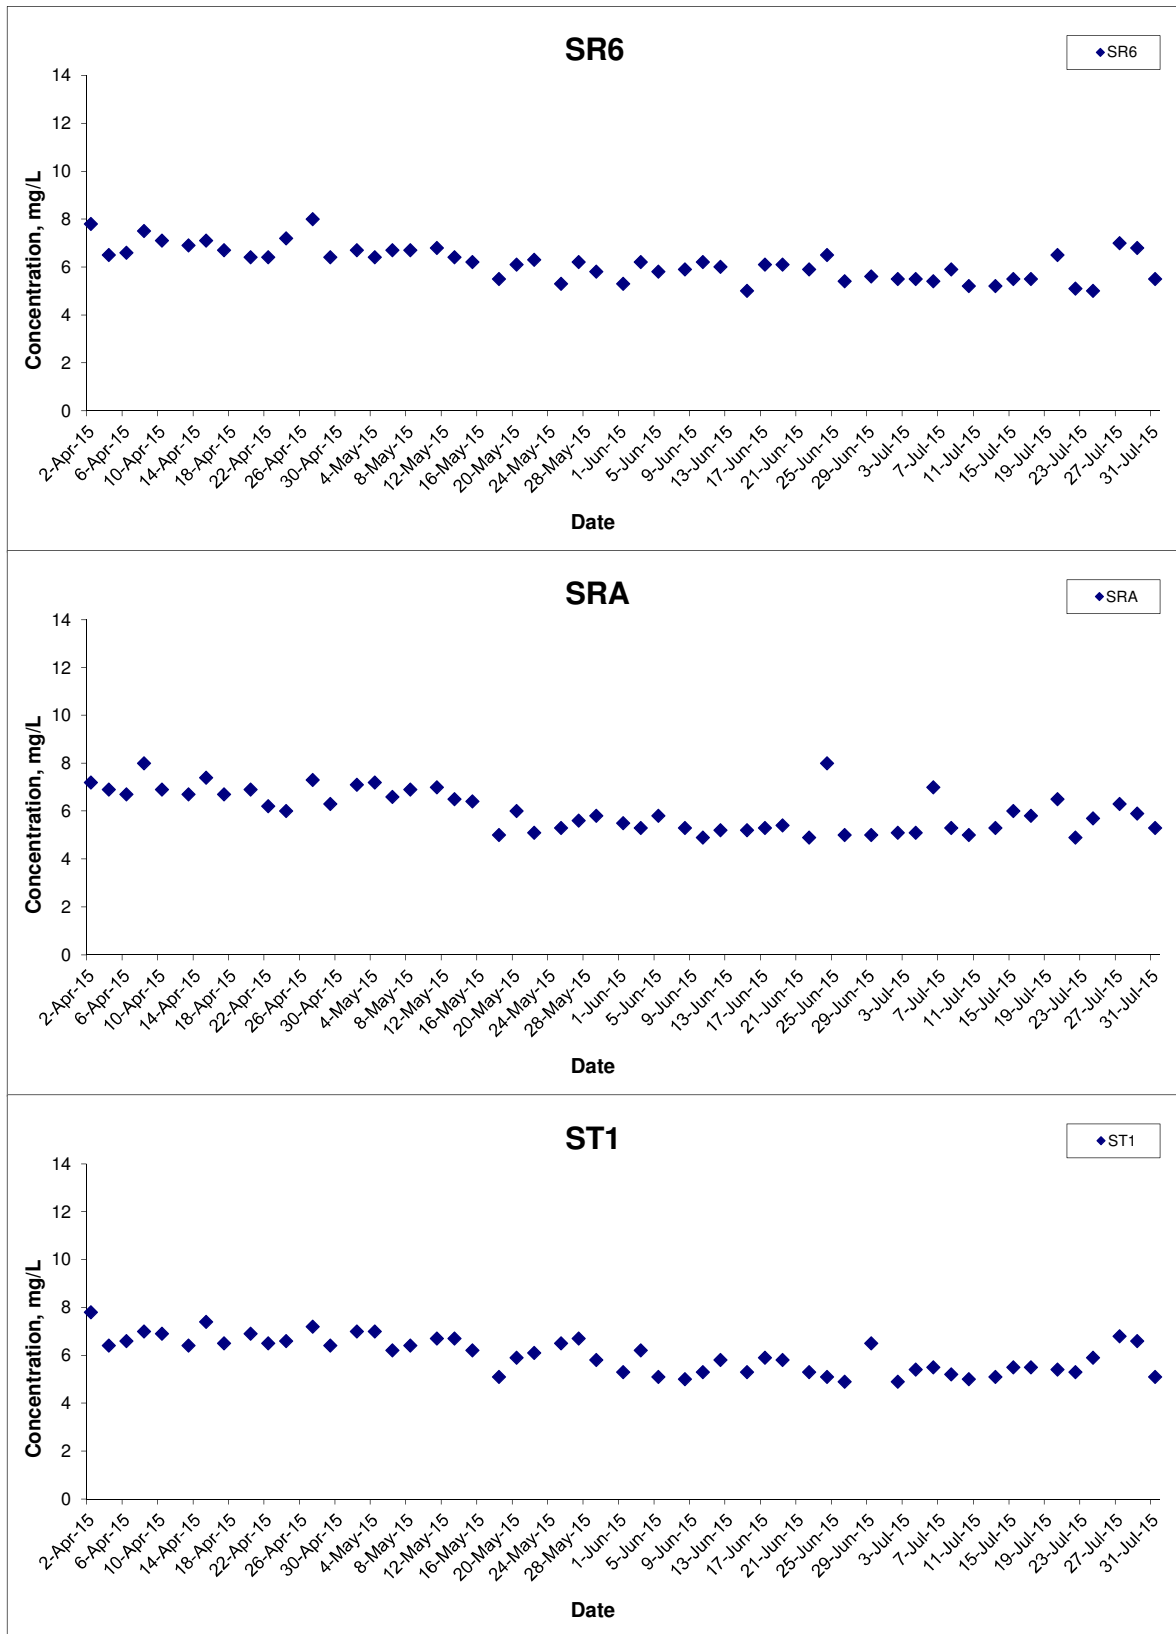 SR6
SR6
14
12
10
8
6
4
2
0
Concentration, mg/L
2-Apr-15 6-Apr-15 10-Apr-15 14-Apr-15 18-Apr-15 22-Apr-15 26-Apr-15 30-Apr-15 4-May-15 8-May-15 12-May-15 16-May-15 20-May-15 24-May-15 28-May-15 1-Jun-15 5-Jun-15 9-Jun-15 13-Jun-15 17-Jun-15 21-Jun-15 25-Jun-15 29-Jun-15 3-Jul-15 7-Jul-15 11-Jul-15 15-Jul-15 19-Jul-15 23-Jul-15 27-Jul-15 31-Jul-15
Date
SRA
SRA
14
12
10
8
6
4
2
0
Concentration, mg/L
2-Apr-15 6-Apr-15 10-Apr-15 14-Apr-15 18-Apr-15 22-Apr-15 26-Apr-15 30-Apr-15 4-May-15 8-May-15 12-May-15 16-May-15 20-May-15 24-May-15 28-May-15 1-Jun-15 5-Jun-15 9-Jun-15 13-Jun-15 17-Jun-15 21-Jun-15 25-Jun-15 29-Jun-15 3-Jul-15 7-Jul-15 11-Jul-15 15-Jul-15 19-Jul-15 23-Jul-15 27-Jul-15 31-Jul-15
Date
ST1
ST1
14
12
10
8
6
4
2
0
Concentration, mg/L
2-Apr-15 6-Apr-15 10-Apr-15 14-Apr-15 18-Apr-15 22-Apr-15 26-Apr-15 30-Apr-15 4-May-15 8-May-15 12-May-15 16-May-15 20-May-15 24-May-15 28-May-15 1-Jun-15 5-Jun-15 9-Jun-15 13-Jun-15 17-Jun-15 21-Jun-15 25-Jun-15 29-Jun-15 3-Jul-15 7-Jul-15 11-Jul-15 15-Jul-15 19-Jul-15 23-Jul-15 27-Jul-15 31-Jul-15
Date